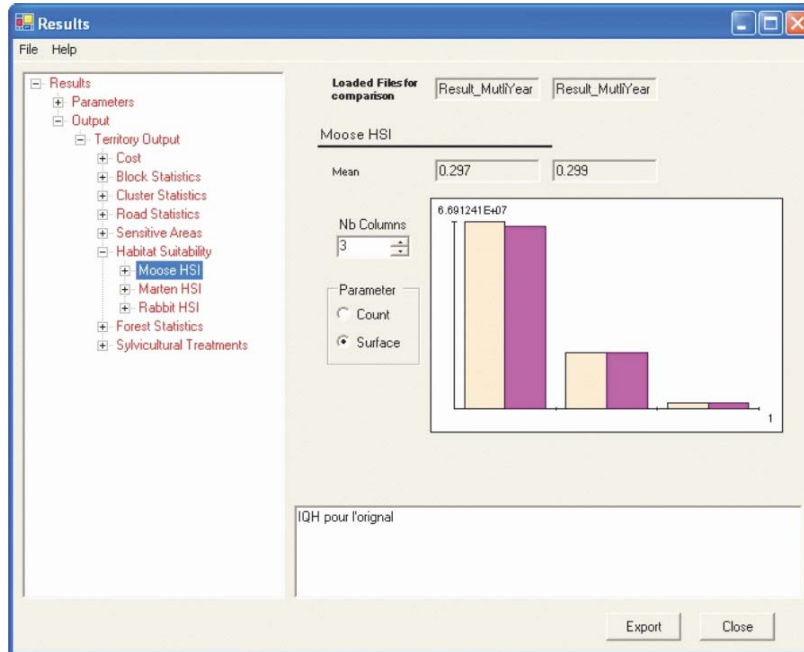 Results
File Help
Results
Parameters
Output
Territory Output
Cost
Block Statistics
Cluster Statistics
Road Statistics
Sensitive Areas
Habitat Suitability
Moose HSI
Marten HSI
Rabbit HSI
Forest Statistics
Sylvicultural Treatments
Loaded Files for
comparison
Result_MutliYear
Result_MutliYear
Moose HSI
Mean
0.297
0.299
Nb Columns
3
Parameter
Count
Surface
6.691241E+07
1
IQH pour l'orignal
Export
Close